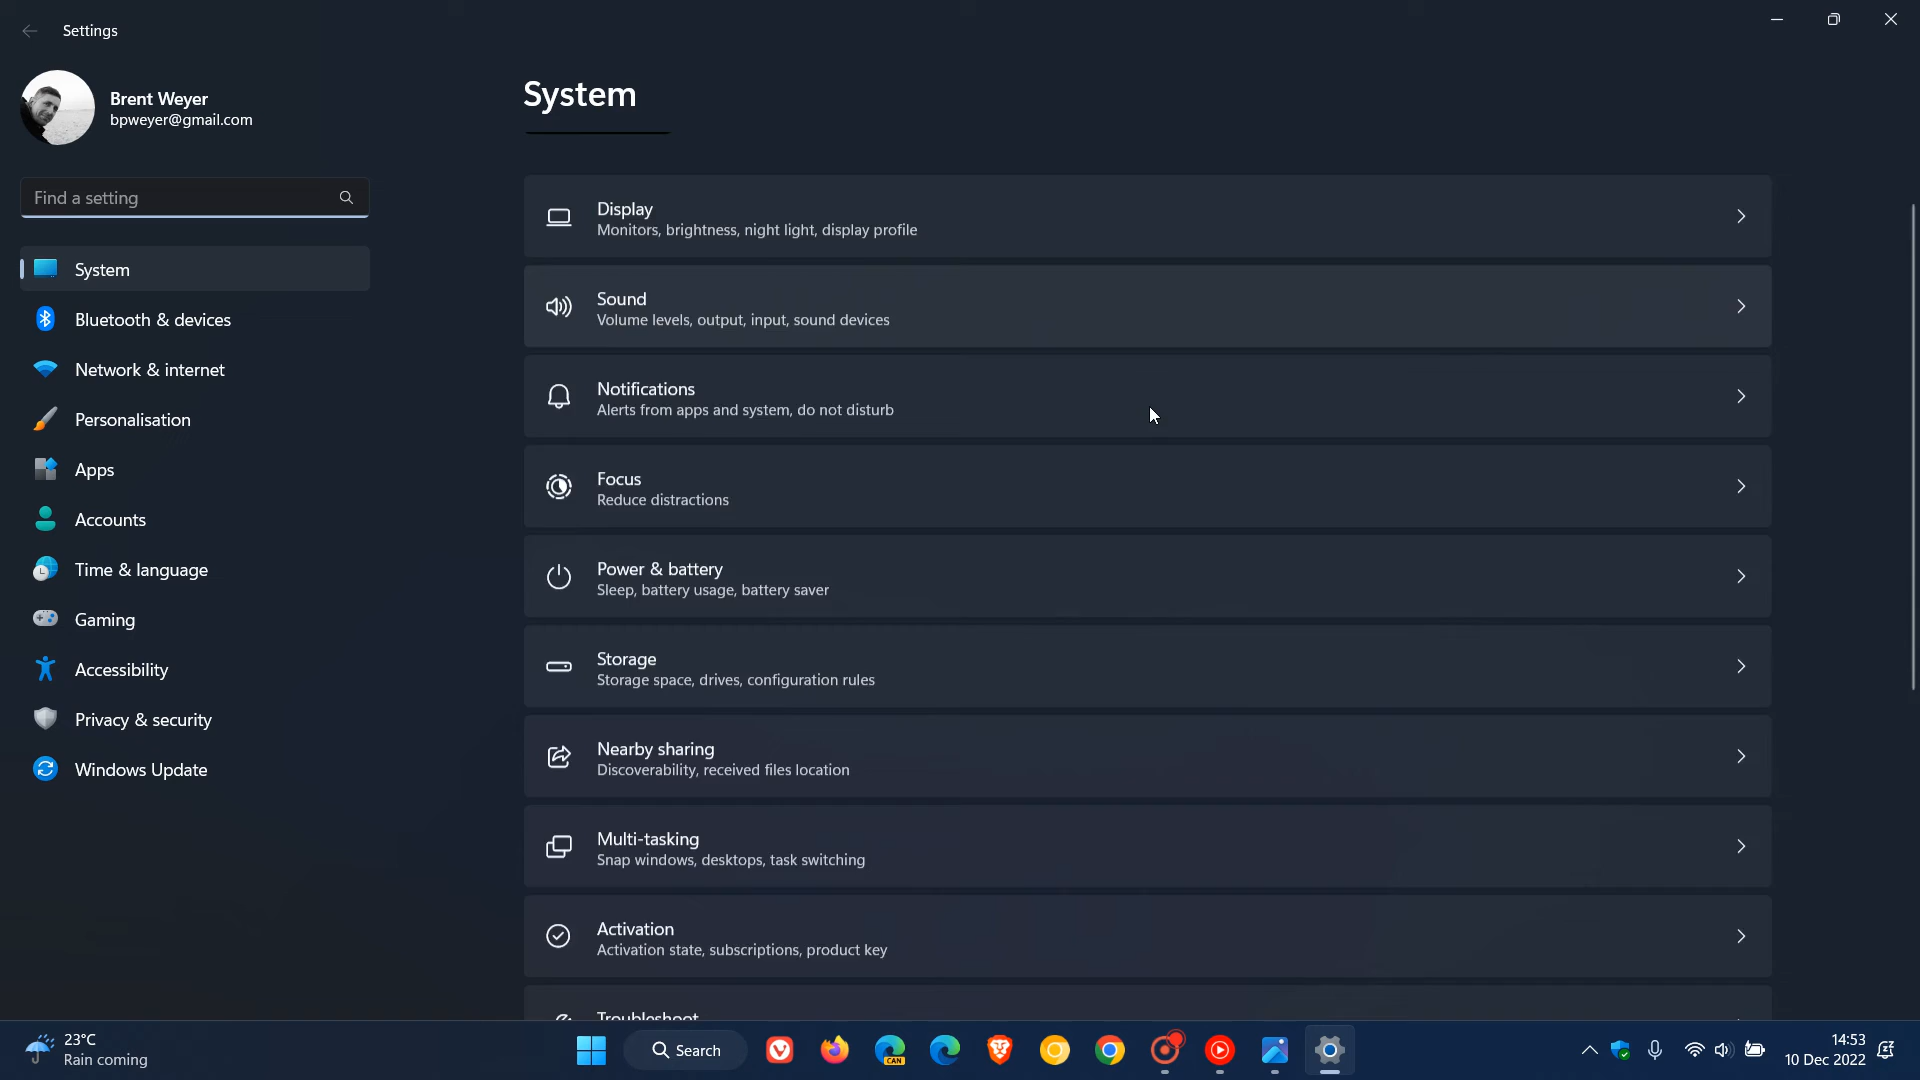 Settings
Brent Weyer
bpweyer@gmail.com
Find a setting
System
Bluetooth & devices
Network & internet
Personalisation
Apps
Accounts
Time & language
Gaming
Accessibility
Privacy & security
Windows Update
System
Display
Monitors, brightness, night light, display profile
Sound
Volume levels, output, input, sound devices
Notifications
Alerts from apps and system, do not disturb
Focus
Reduce distractions
Power & battery
Sleep, battery usage, battery saver
Storage
Storage space, drives, configuration rules
Nearby sharing
Discoverability, received files location
Multi-tasking
Snap windows, desktops, task switching
Activation
Activation state, subscriptions, product key
Troubleshoot
23°C
Rain coming
Search
CAN
14:53
10 Dec 2022